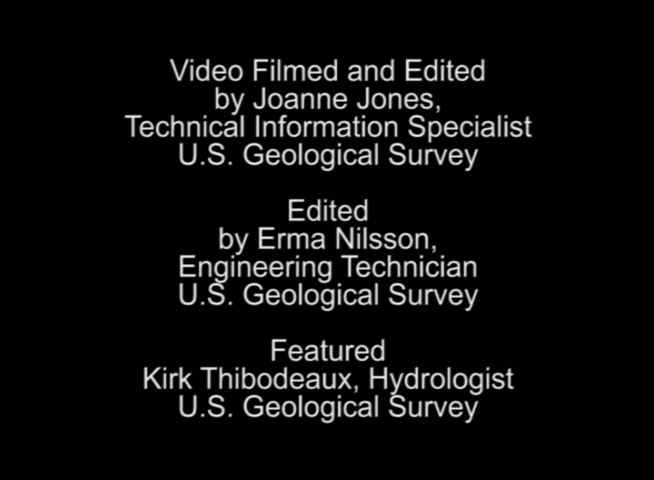 Video Filmed and Edited
by Joanne Jones,
Technical Information Specialist
U.S. Geological Survey
Edited
by Erma Nilsson,
Engineering Technician
U.S. Geological Survey
Featured
Kirk Thibodeaux, Hydrologist
U.S. Geological Survey